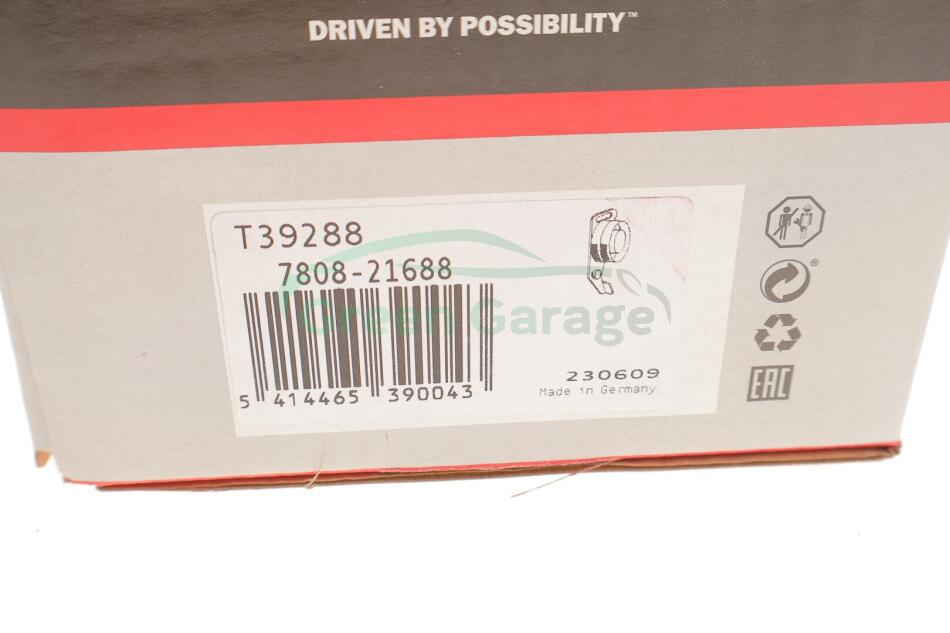 DRIVEN BY POSSIBILITY™
T39288
7808-21688
Green Garage
5 414465 390043
230609
Made in Germany
®
EAC